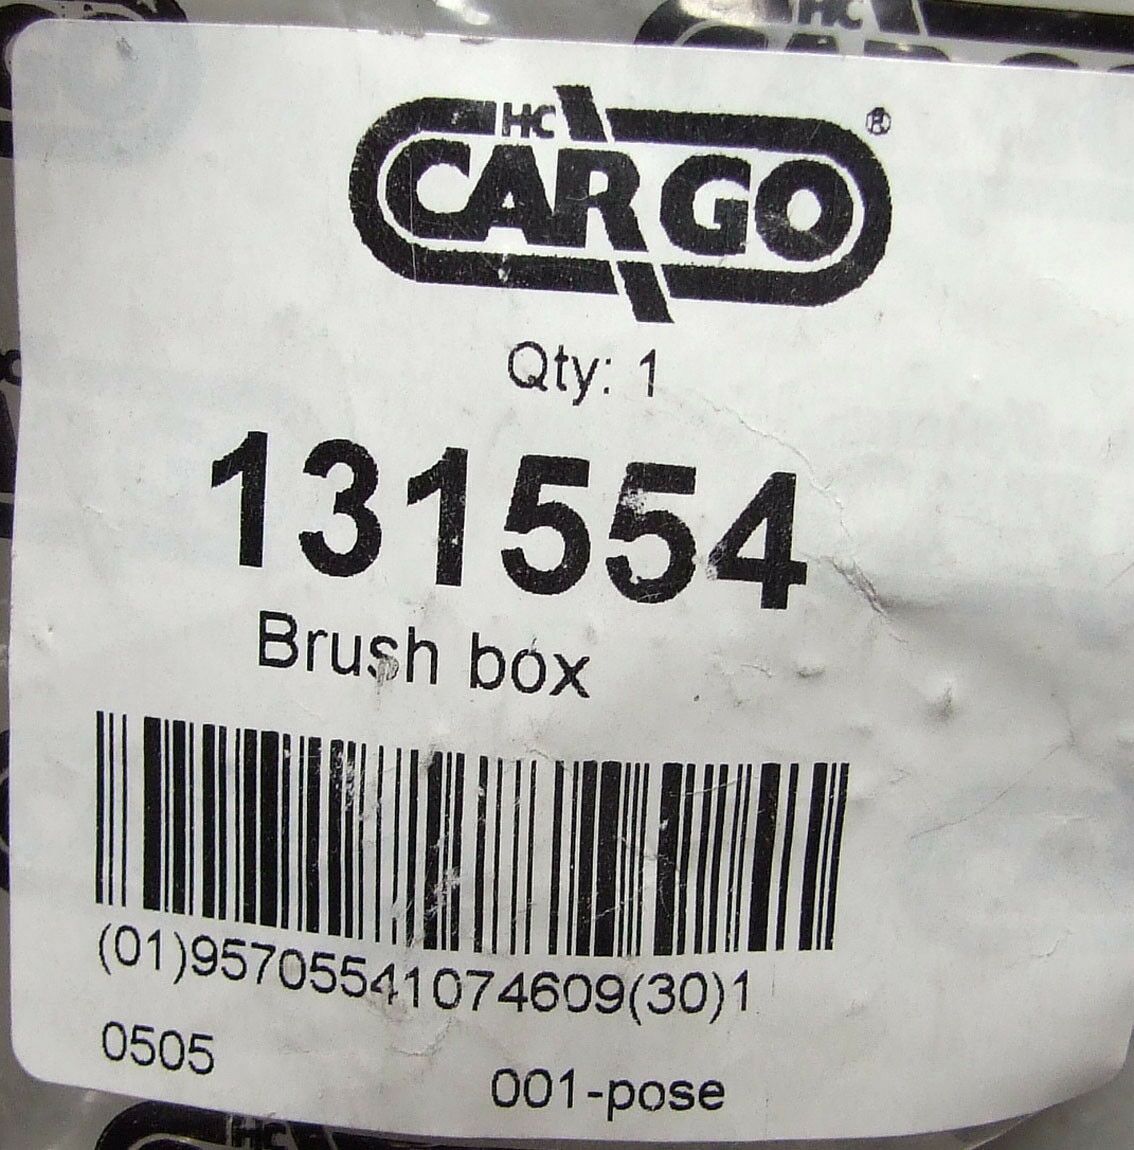 HC
CARGO®
Qty: 1
131554
Brush box
(01)95705541074609(30)1
0505
001-pose